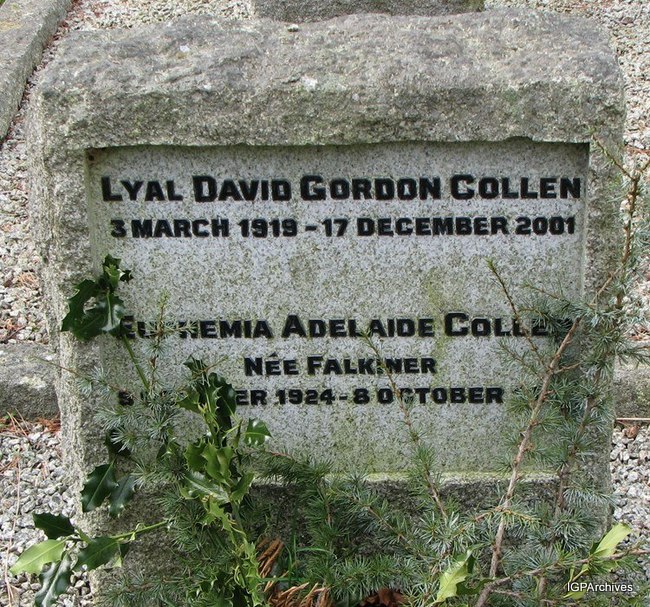 LYAL DAVID GORDON COLLEN
3 MARCH 1919 – 17 DECEMBER 2001
EUPHEMIA ADELAIDE COLLEN
NÉE FALKINER
1924 – 8 OCTOBER
IGPArchives